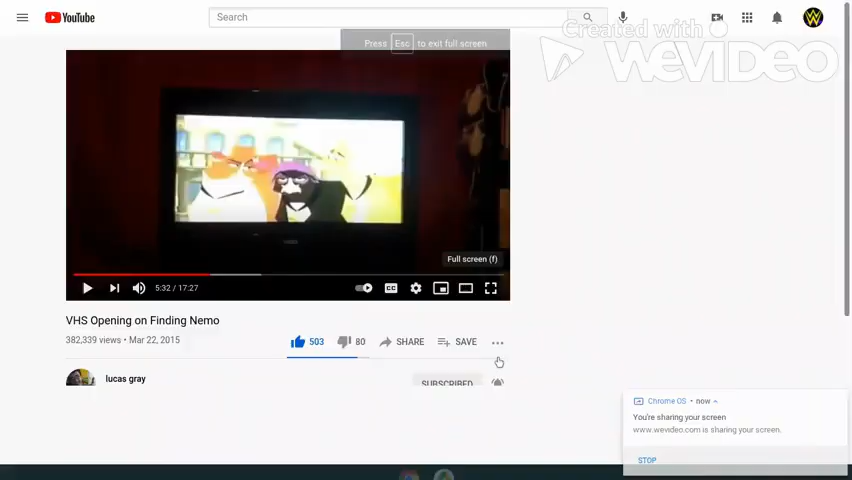 YouTube
Search
Press Esc to exit full screen
Created with
WEVIDEO
Full screen (f)
5:32 / 17:27
CC
VHS Opening on Finding Nemo
382,339 views • Mar 22, 2015
503
80
SHARE
SAVE
lucas gray
SUBSCRIBED
Chrome OS • now
You're sharing your screen
www.wevideo.com is sharing your screen.
STOP